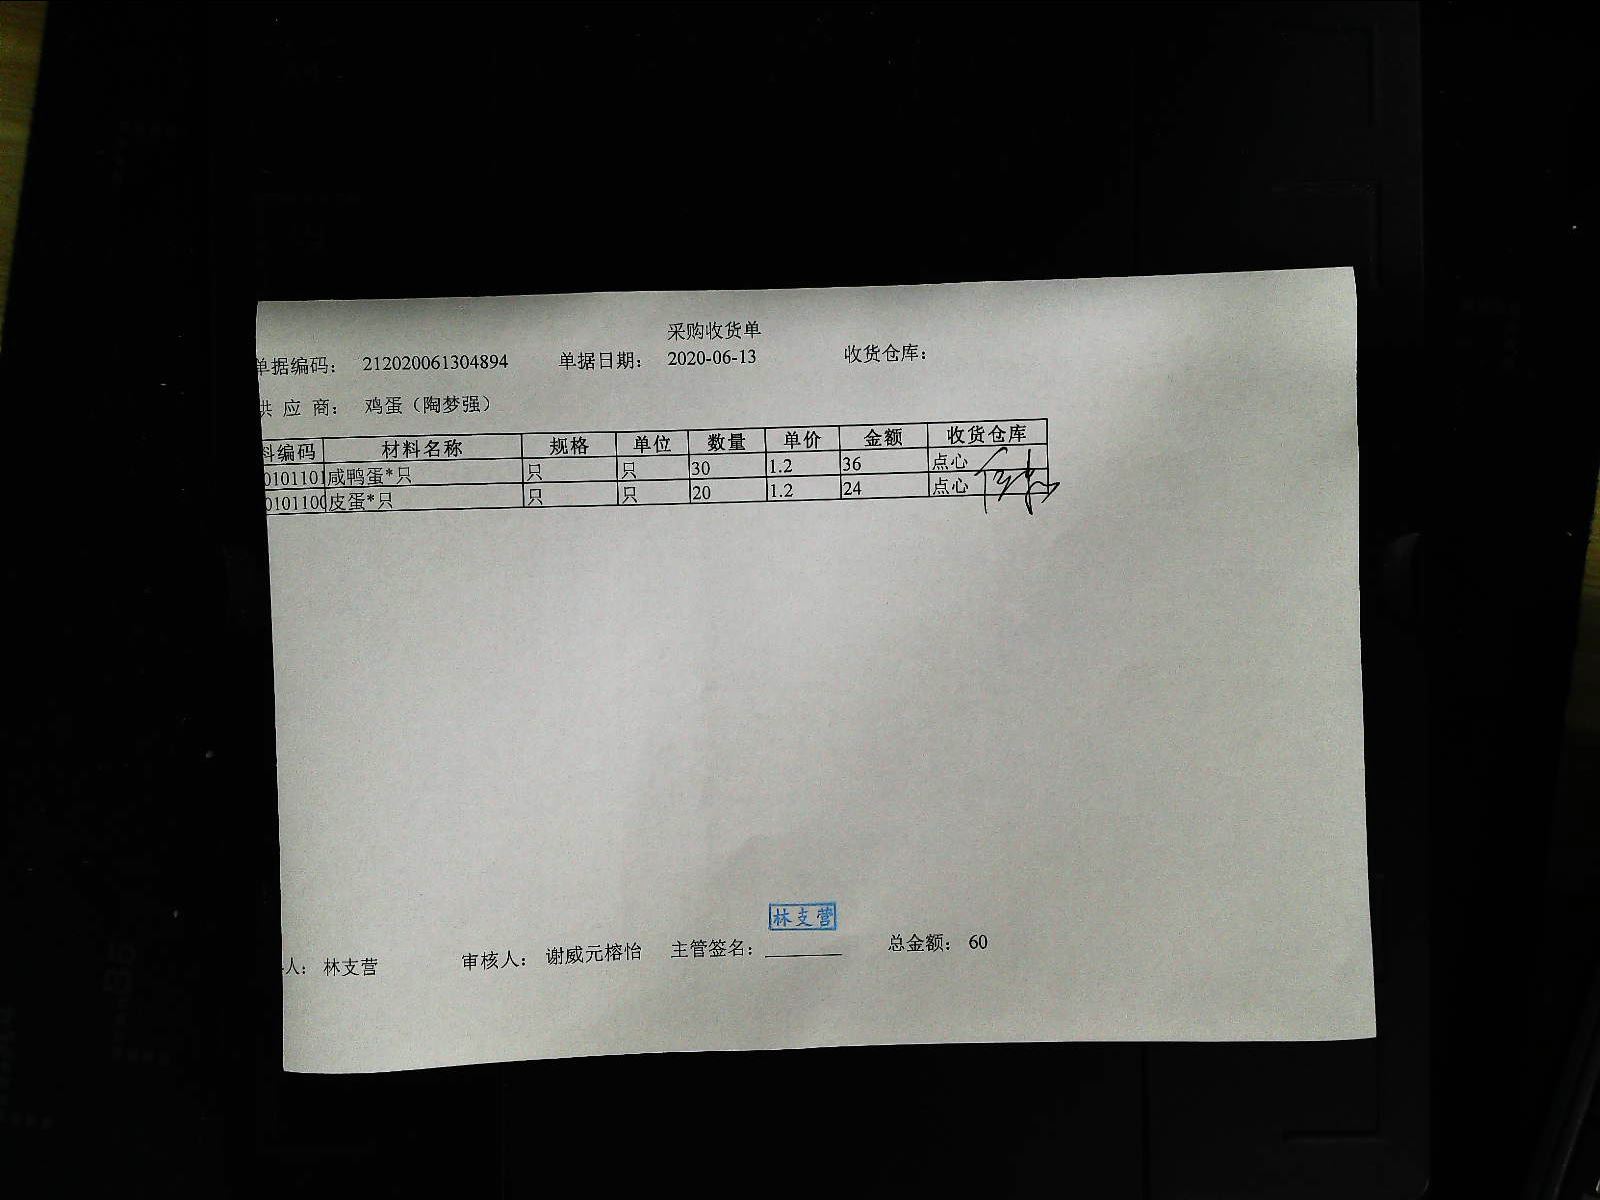 采购收货单
单据编码： 212020061304894 单据日期： 2020-06-13 收货仓库：
供 应 商： 鸡蛋（陶梦强）
料编码 材料名称 规格 单位 数量 单价 金额 收货仓库
0101101 咸鸭蛋*只 只 只 30 1.2 36 点心
0101100 皮蛋*只 只 只 20 1.2 24 点心
林支营
人： 林支营 审核人： 谢威元榕怡 主管签名： 总金额： 60